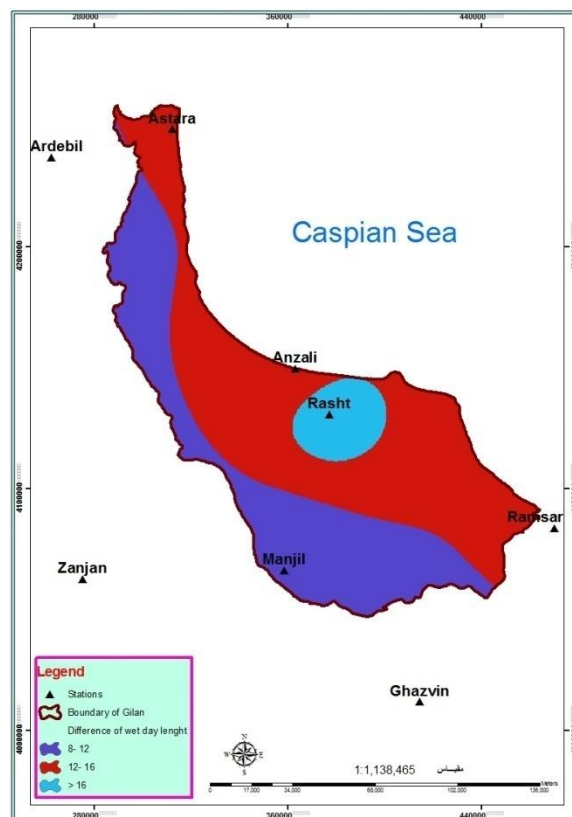 280000 360000 440000
Astara
Ardebil
Caspian Sea
4200000
Anzali
Rasht
4100000
Ramsar
Manjil
Zanjan
Legend
Stations
Boundary of Gilan
Difference of wet day lenght
8- 12
12- 16
> 16
Ghazvin
4000000
N
W E
S
1:1,138,465 مقیاس
Meters
0 17,000 34,000 68,000 102,000 136,000
280000 360000 440000